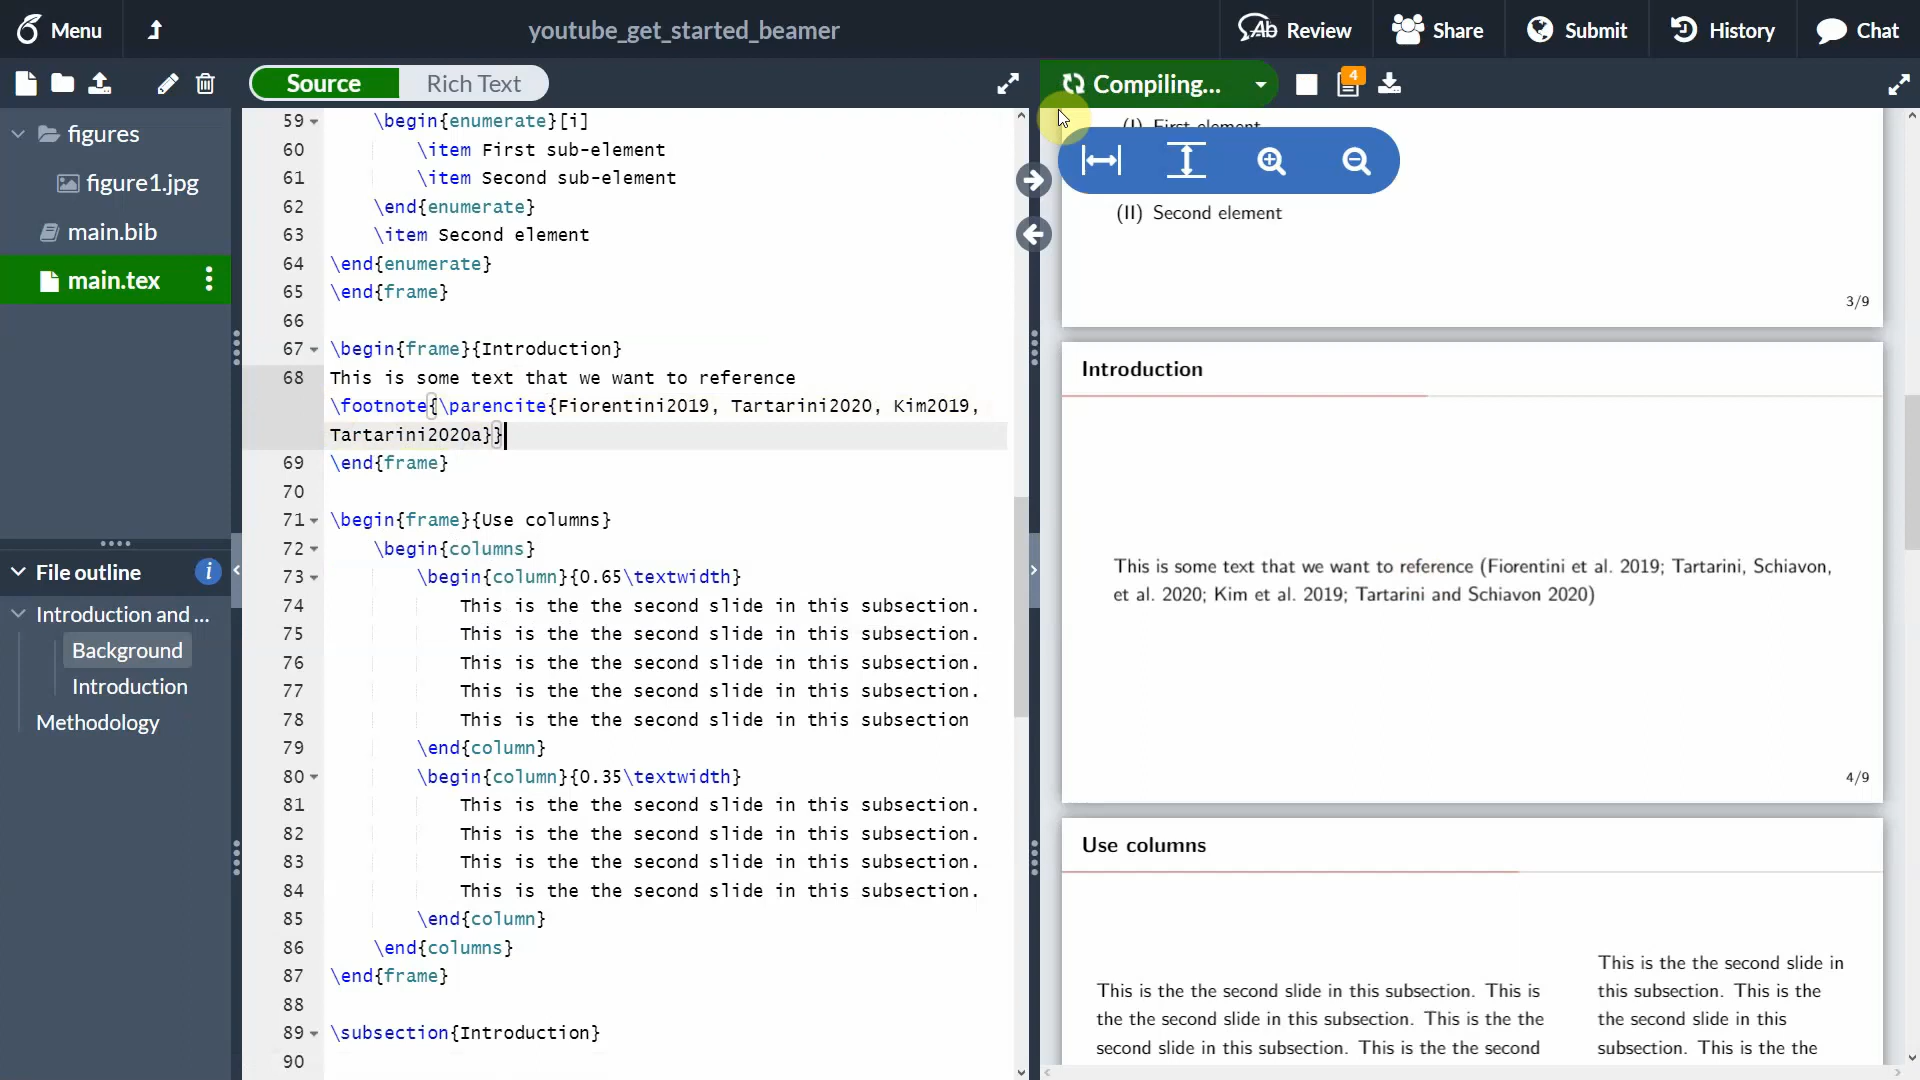 Menu
youtube_get_started_beamer
Review
Share
Submit
History
Chat
Source
Rich Text
Compiling...
4
figures
figure1.jpg
main.bib
main.tex
File outline
i
Introduction and ...
Background
Introduction
Methodology
59 \begin{enumerate}[i]
60 \item First sub-element
61 \item Second sub-element
62 \end{enumerate}
63 \item Second element
64 \end{enumerate}
65 \end{frame}
66
67 \begin{frame}{Introduction}
68 This is some text that we want to reference
\footnote{\parencite{Fiorentini2019, Tartarini2020, Kim2019,
Tartarini2020a}}
69 \end{frame}
70
71 \begin{frame}{Use columns}
72 \begin{columns}
73 \begin{column}{0.65\textwidth}
74 This is the the second slide in this subsection.
75 This is the the second slide in this subsection.
76 This is the the second slide in this subsection.
77 This is the the second slide in this subsection.
78 This is the the second slide in this subsection
79 \end{column}
80 \begin{column}{0.35\textwidth}
81 This is the the second slide in this subsection.
82 This is the the second slide in this subsection.
83 This is the the second slide in this subsection.
84 This is the the second slide in this subsection.
85 \end{column}
86 \end{columns}
87 \end{frame}
88
89 \subsection{Introduction}
90
(I) First element
(II) Second element
3/9
Introduction
This is some text that we want to reference (Fiorentini et al. 2019; Tartarini, Schiavon,
et al. 2020; Kim et al. 2019; Tartarini and Schiavon 2020)
4/9
Use columns
This is the the second slide in this subsection. This is
the the second slide in this subsection. This is the the
second slide in this subsection. This is the the second
This is the the second slide in
this subsection. This is the
the second slide in this
subsection. This is the the